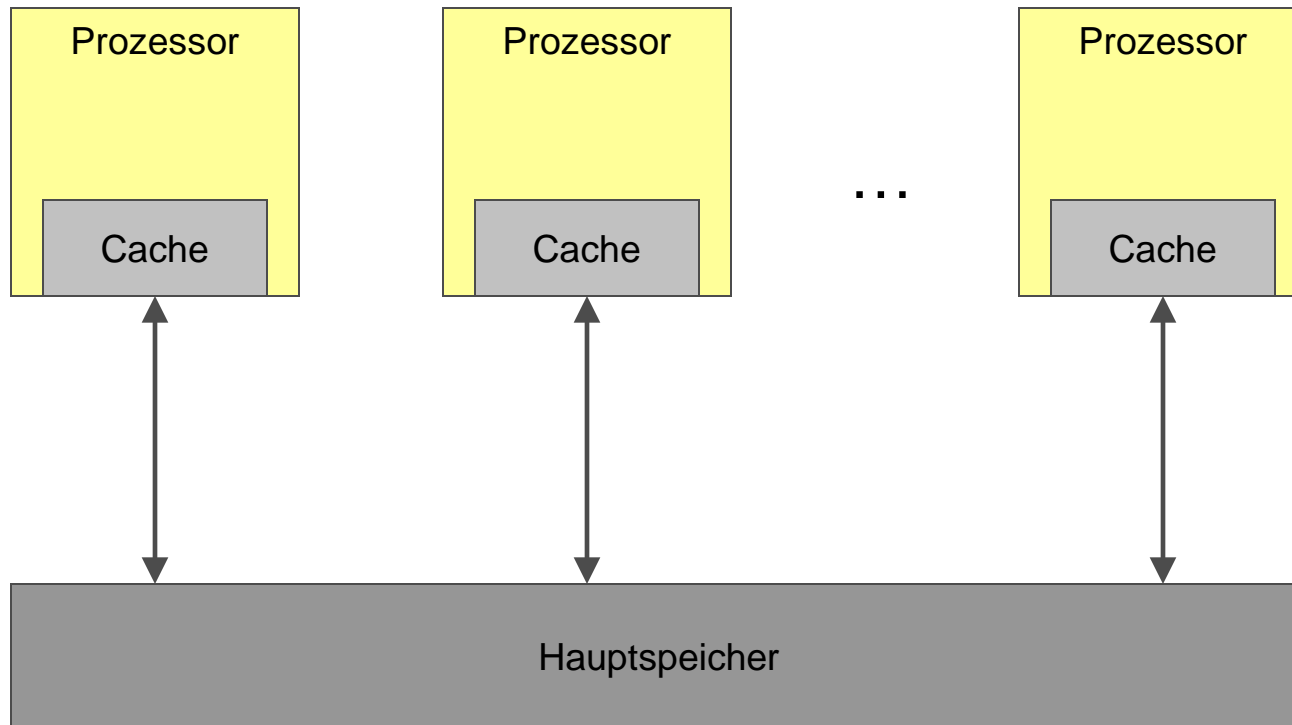 Prozessor
Prozessor
Prozessor
...
Cache
Cache
Cache
Hauptspeicher